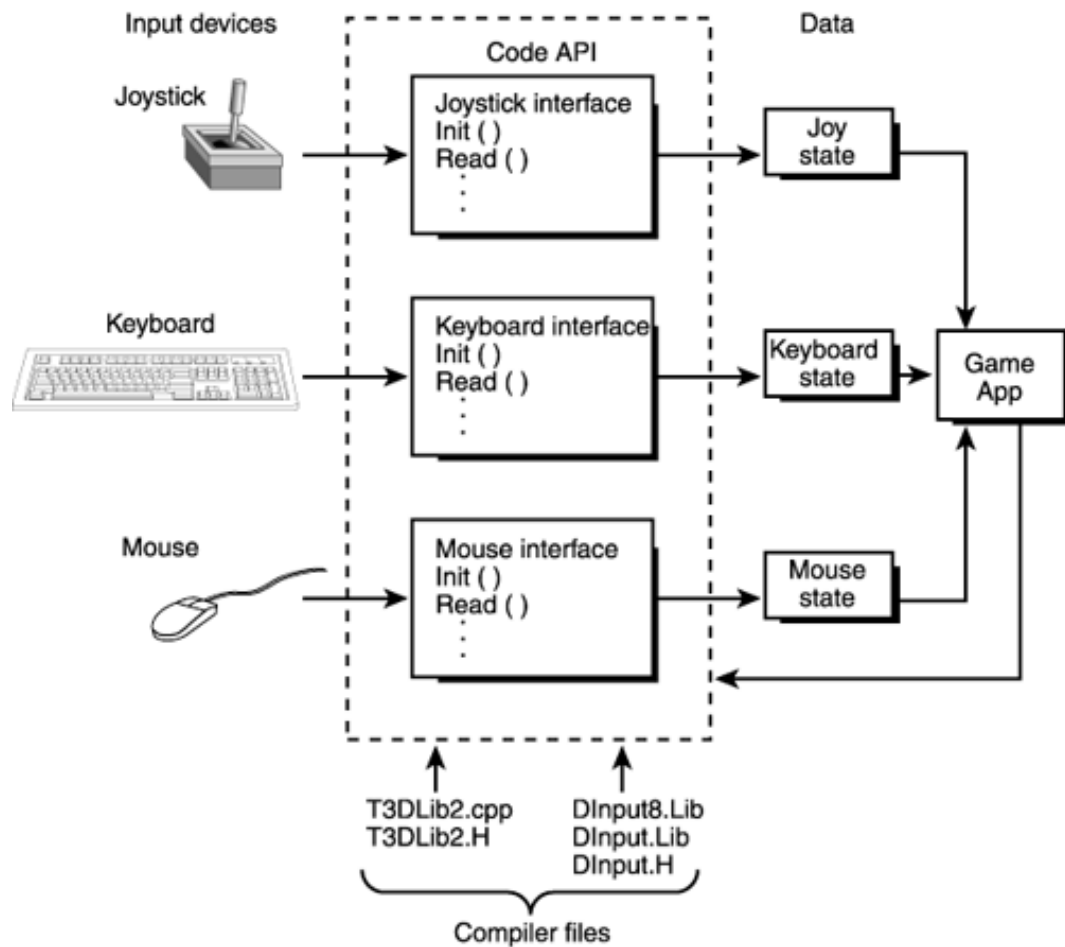 Input devices
Code API
Data
Joystick
Joystick interface
Init ( )
Read ( )
.
.
.
Joy
state
Keyboard
Keyboard interface
Init ( )
Read ( )
.
.
.
Keyboard
state
Game
App
Mouse
Mouse interface
Init ( )
Read ( )
.
.
.
Mouse
state
T3DLib2.cpp
T3DLib2.H
DInput8.Lib
DInput.Lib
DInput.H
Compiler files